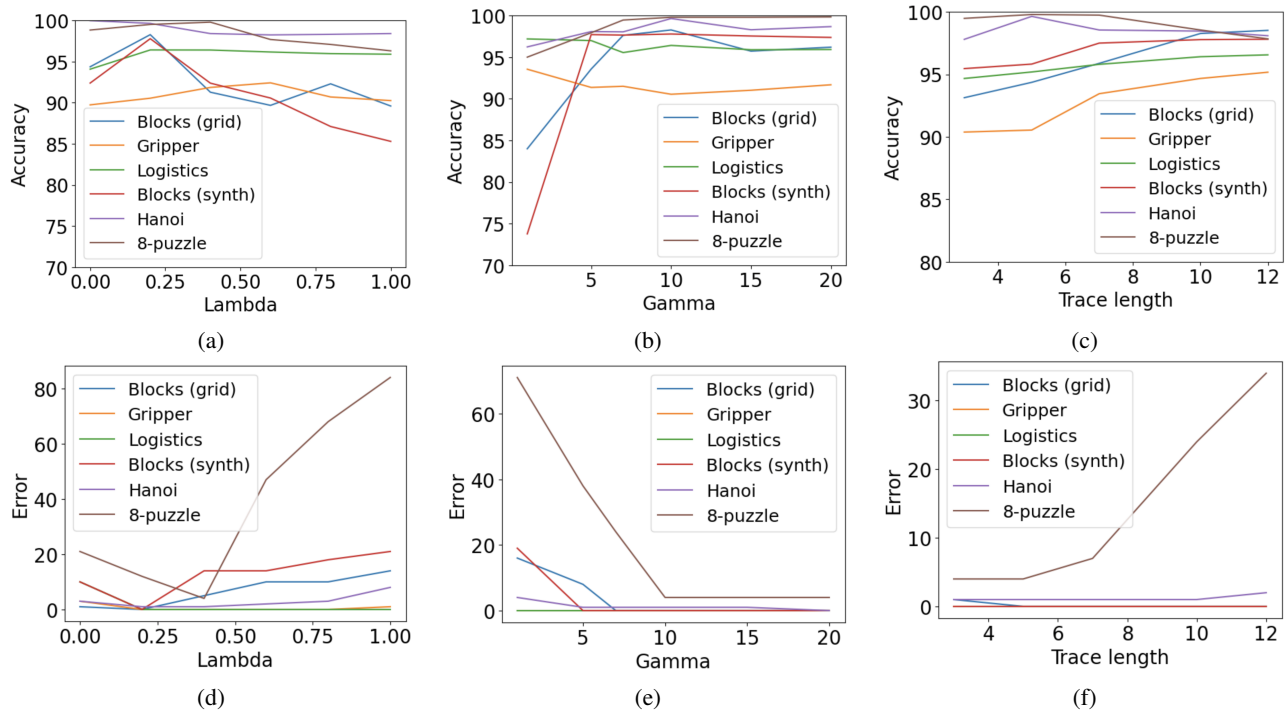 100
95
90
85
80
75
70
Accuracy
0.00 0.25 0.50 0.75 1.00
Lambda
Blocks (grid)
Gripper
Logistics
Blocks (synth)
Hanoi
8-puzzle
(a)
100
95
90
85
80
75
70
Accuracy
5 10 15 20
Gamma
Blocks (grid)
Gripper
Logistics
Blocks (synth)
Hanoi
8-puzzle
(b)
100
95
90
85
80
Accuracy
4 6 8 10 12
Trace length
Blocks (grid)
Gripper
Logistics
Blocks (synth)
Hanoi
8-puzzle
(c)
80
60
40
20
0
Error
0.00 0.25 0.50 0.75 1.00
Lambda
Blocks (grid)
Gripper
Logistics
Blocks (synth)
Hanoi
8-puzzle
(d)
60
40
20
0
Error
5 10 15 20
Gamma
Blocks (grid)
Gripper
Logistics
Blocks (synth)
Hanoi
8-puzzle
(e)
30
20
10
0
Error
4 6 8 10 12
Trace length
Blocks (grid)
Gripper
Logistics
Blocks (synth)
Hanoi
8-puzzle
(f)